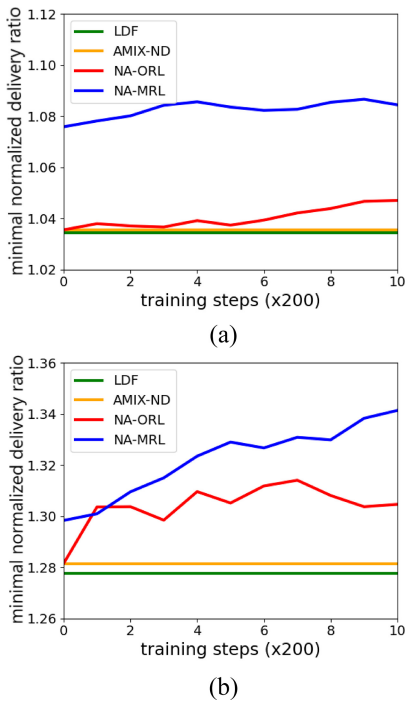 1.12
1.10
1.08
1.06
1.04
1.02
minimal normalized delivery ratio
LDF
AMIX-ND
NA-ORL
NA-MRL
0 2 4 6 8 10
training steps (x200)
(a)
1.36
1.34
1.32
1.30
1.28
1.26
minimal normalized delivery ratio
LDF
AMIX-ND
NA-ORL
NA-MRL
0 2 4 6 8 10
training steps (x200)
(b)